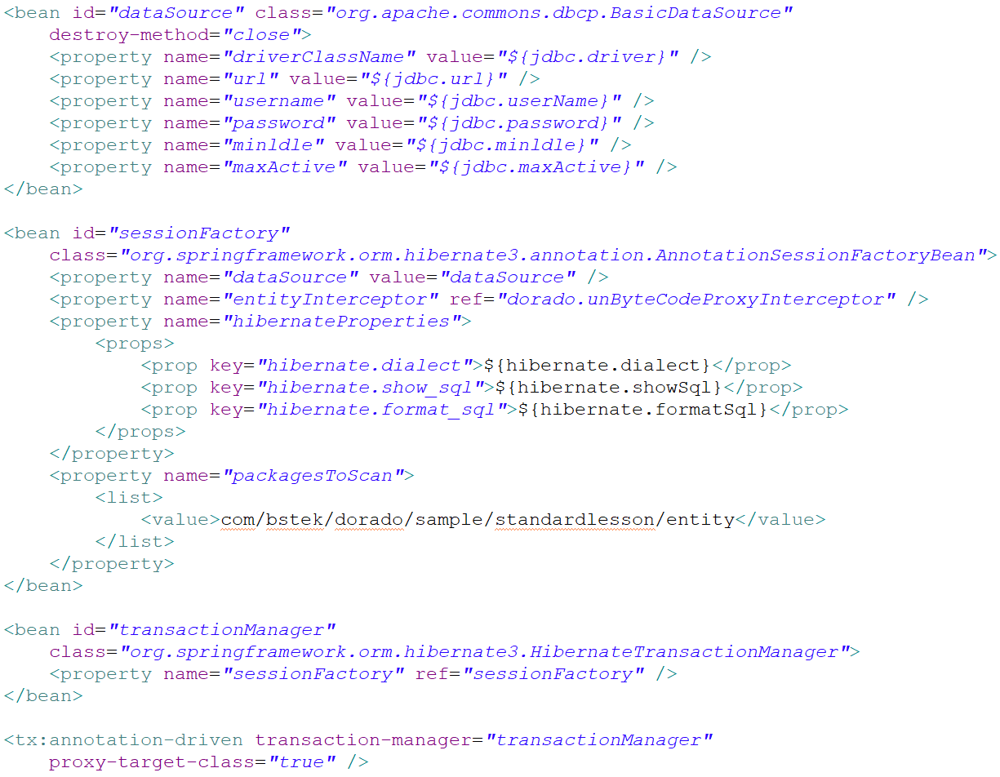 <bean id="dataSource" class="org.apache.commons.dbcp.BasicDataSource"
    destroy-method="close">
    <property name="driverClassName" value="${jdbc.driver}" />
    <property name="url" value="${jdbc.url}" />
    <property name="username" value="${jdbc.userName}" />
    <property name="password" value="${jdbc.password}" />
    <property name="minldle" value="${jdbc.minldle}" />
    <property name="maxActive" value="${jdbc.maxActive}" />
</bean>

<bean id="sessionFactory"
    class="org.springframework.orm.hibernate3.annotation.AnnotationSessionFactoryBean">
    <property name="dataSource" value="dataSource" />
    <property name="entityInterceptor" ref="dorado.unByteCodeProxyInterceptor" />
    <property name="hibernateProperties">
        <props>
            <prop key="hibernate.dialect">${hibernate.dialect}</prop>
            <prop key="hibernate.show_sql">${hibernate.showSql}</prop>
            <prop key="hibernate.format_sql">${hibernate.formatSql}</prop>
        </props>
    </property>
    <property name="packagesToScan">
        <list>
            <value>com/bstek/dorado/sample/standardlesson/entity</value>
        </list>
    </property>
</bean>

<bean id="transactionManager"
    class="org.springframework.orm.hibernate3.HibernateTransactionManager">
    <property name="sessionFactory" ref="sessionFactory" />
</bean>

<tx:annotation-driven transaction-manager="transactionManager"
    proxy-target-class="true" />